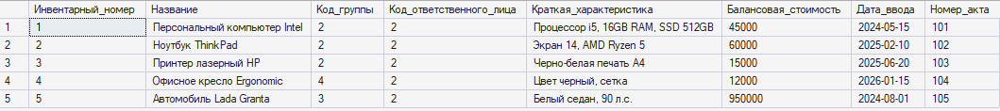 Инвентарный_номер Название Код_группы Код_ответственного_лица Краткая_характеристика Балансовая_стоимость Дата_ввода Номер_акта
1 1 Персональный компьютер Intel 2 2 Процессор i5, 16GB RAM, SSD 512GB 45000 2024-05-15 101
2 2 Ноутбук ThinkPad 2 2 Экран 14, AMD Ryzen 5 60000 2025-02-10 102
3 3 Принтер лазерный HP 2 2 Черно-белая печать A4 15000 2025-06-20 103
4 4 Офисное кресло Ergonomic 4 2 Цвет черный, сетка 12000 2026-01-15 104
5 5 Автомобиль Lada Granta 3 2 Белый седан, 90 л.с. 950000 2024-08-01 105